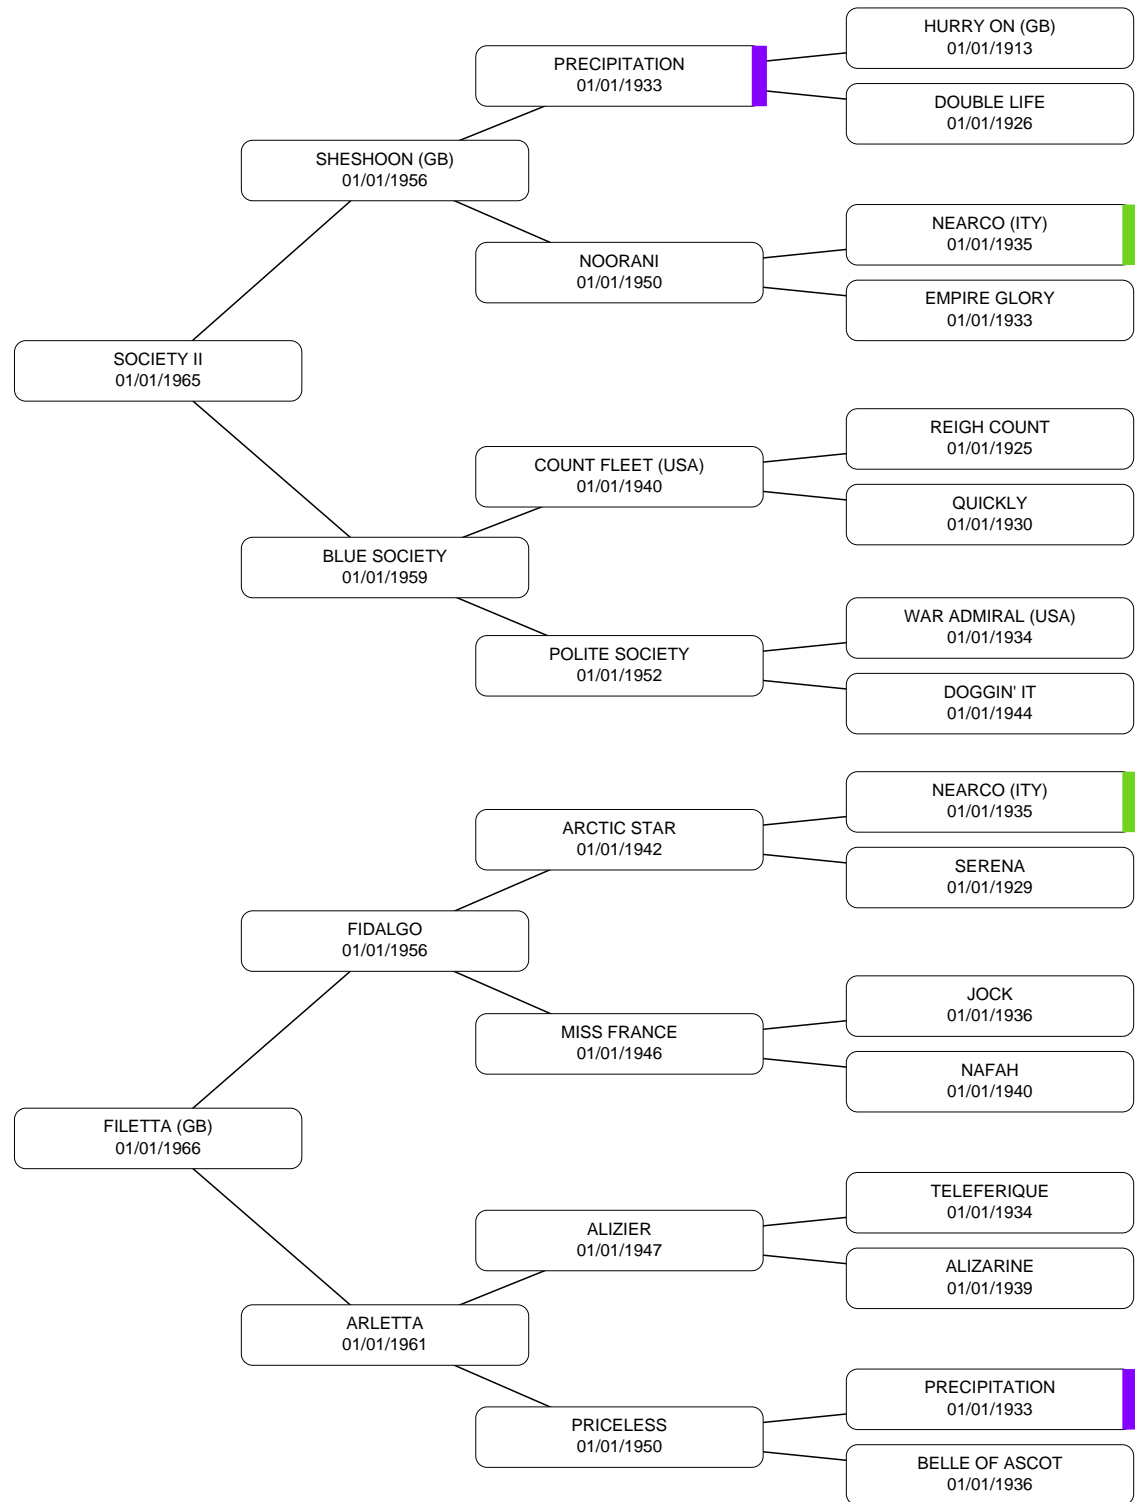 HURRY ON (GB)
01/01/1913
PRECIPITATION
01/01/1933
DOUBLE LIFE
01/01/1926
SHESHOON (GB)
01/01/1956
NEARCO (ITY)
01/01/1935
NOORANI
01/01/1950
EMPIRE GLORY
01/01/1933
SOCIETY II
01/01/1965
REIGH COUNT
01/01/1925
COUNT FLEET (USA)
01/01/1940
QUICKLY
01/01/1930
BLUE SOCIETY
01/01/1959
WAR ADMIRAL (USA)
01/01/1934
POLITE SOCIETY
01/01/1952
DOGGIN' IT
01/01/1944
NEARCO (ITY)
01/01/1935
ARCTIC STAR
01/01/1942
SERENA
01/01/1929
FIDALGO
01/01/1956
JOCK
01/01/1936
MISS FRANCE
01/01/1946
NAFAH
01/01/1940
FILETTA (GB)
01/01/1966
TELEFERIQUE
01/01/1934
ALIZIER
01/01/1947
ALIZARINE
01/01/1939
ARLETTA
01/01/1961
PRECIPITATION
01/01/1933
PRICELESS
01/01/1950
BELLE OF ASCOT
01/01/1936